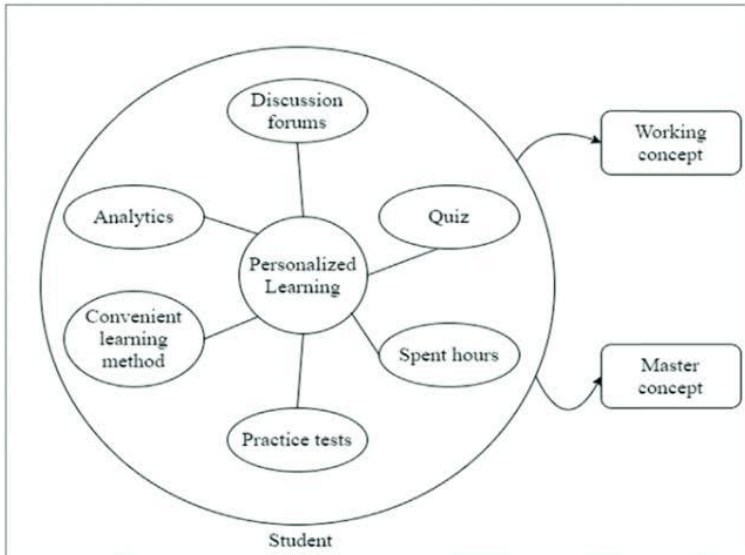 Discussion
forums
Working
concept
Analytics
Quiz
Personalized
Learning
Convenient
learning
method
Spent hours
Master
concept
Practice tests
Student